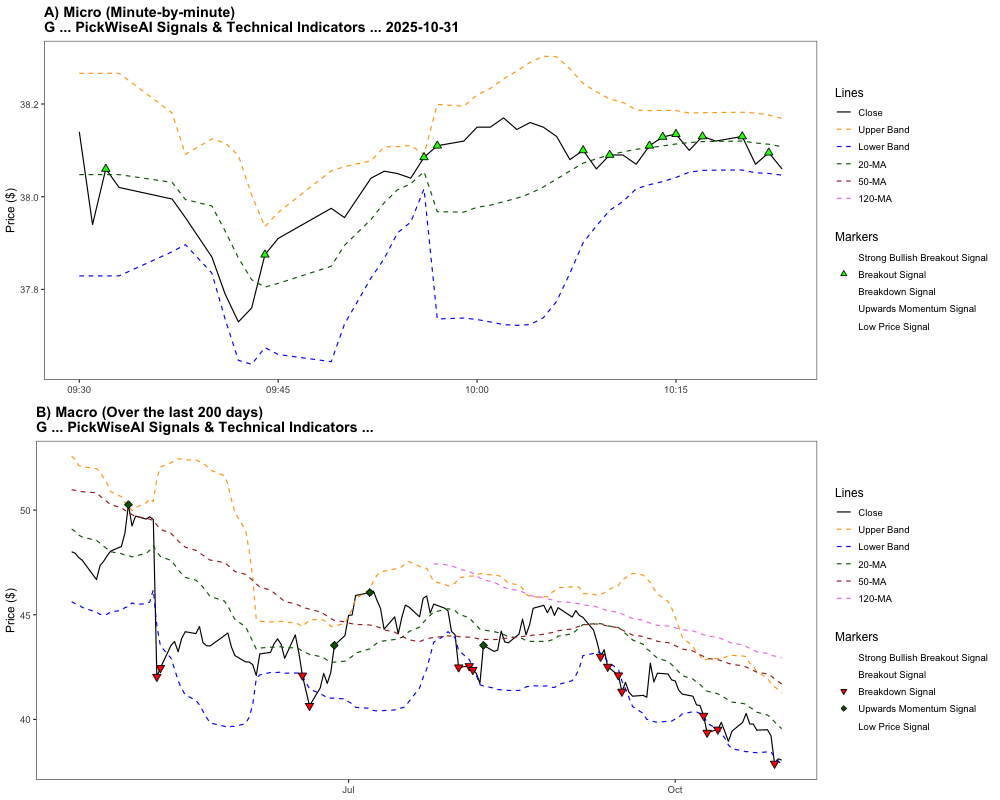 A) Micro (Minute-by-minute)
G ... PickWiseAI Signals & Technical Indicators ... 2025-10-31
Price ($)
38.2
38.0
37.8
09:30
09:45
10:00
10:15
Lines
Close
Upper Band
Lower Band
20-MA
50-MA
120-MA
Markers
Strong Bullish Breakout Signal
Breakout Signal
Breakdown Signal
Upwards Momentum Signal
Low Price Signal
B) Macro (Over the last 200 days)
G ... PickWiseAI Signals & Technical Indicators ...
Price ($)
50
45
40
Jul
Oct
Lines
Close
Upper Band
Lower Band
20-MA
50-MA
120-MA
Markers
Strong Bullish Breakout Signal
Breakout Signal
Breakdown Signal
Upwards Momentum Signal
Low Price Signal